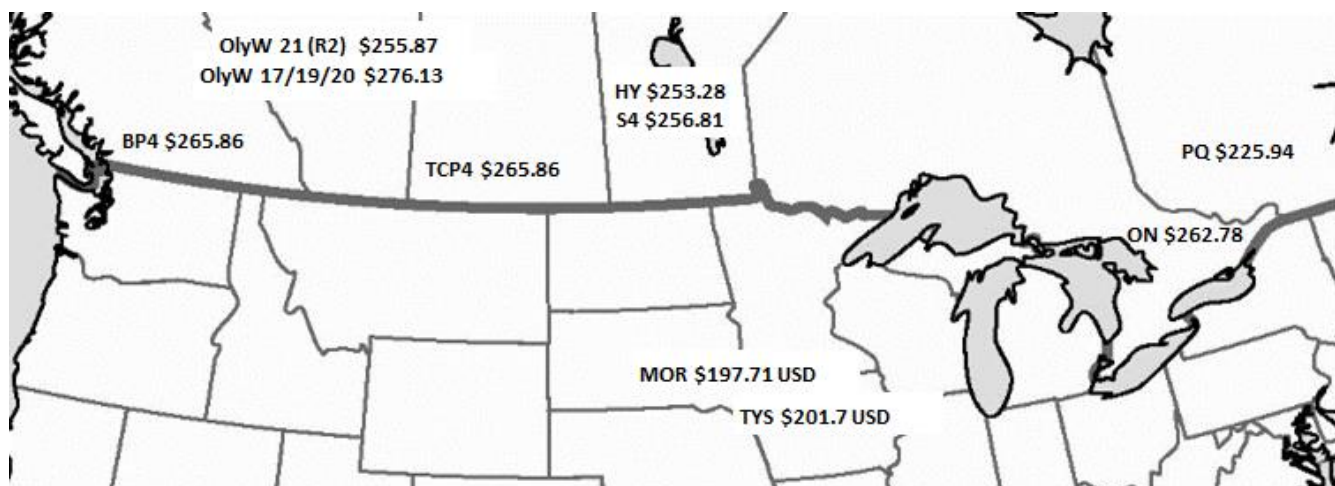 OlyW 21 (R2) $255.87
OlyW 17/19/20 $276.13
HY $253.28
S4 $256.81
BP4 $265.86
TCP4 $265.86
PQ $225.94
ON $262.78
MOR $197.71 USD
TYS $201.7 USD